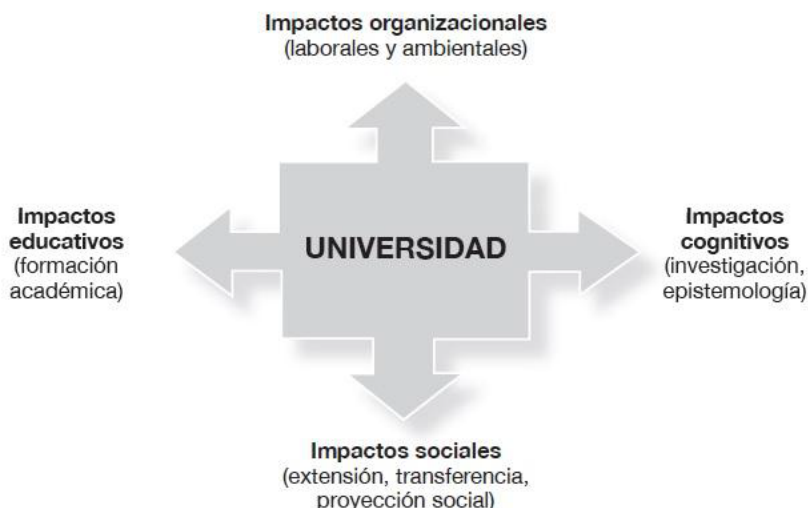 Impactos organizacionales
(laborales y ambientales)
Impactos
educativos
(formación
académica)
UNIVERSIDAD
Impactos
cognitivos
(investigación,
epistemología)
Impactos sociales
(extensión, transferencia,
proyección social)